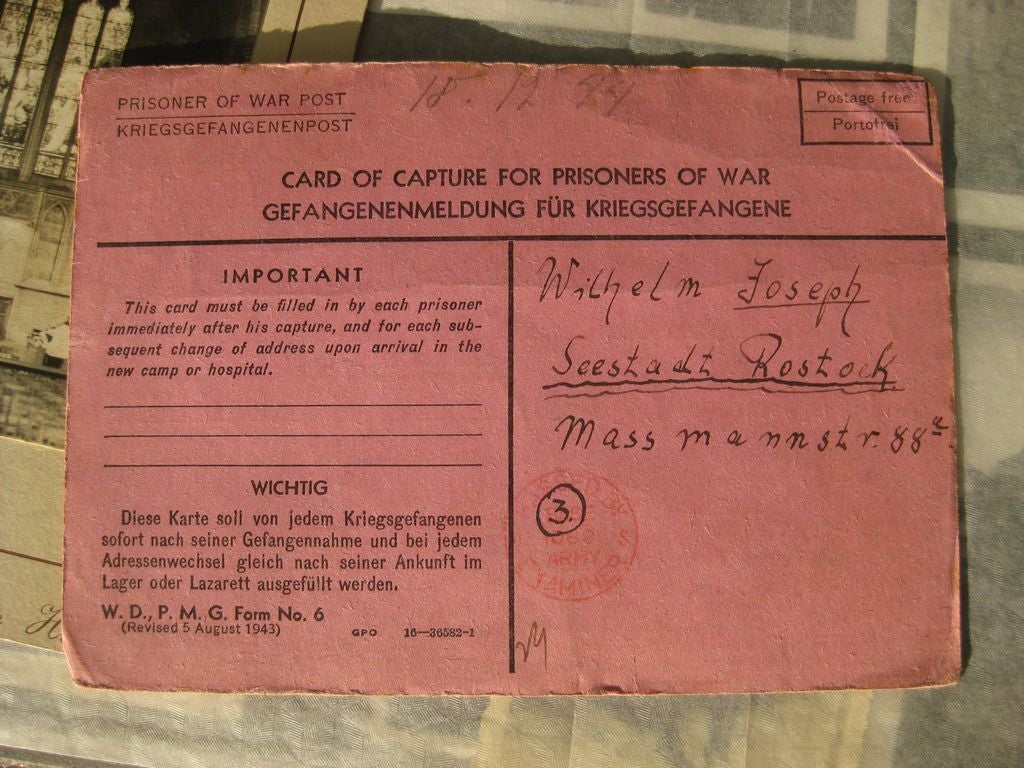 PRISONER OF WAR POST
KRIEGSGEFANGENENPOST
18. 12 44
Postage free
Portofrei
CARD OF CAPTURE FOR PRISONERS OF WAR
GEFANGENENMELDUNG FÜR KRIEGSGEFANGENE
IMPORTANT
This card must be filled in by each prisoner
immediately after his capture, and for each sub-
sequent change of address upon arrival in the
new camp or hospital.
WICHTIG
Diese Karte soll von jedem Kriegsgefangenen
sofort nach seiner Gefangennahme und bei jedem
Adressenwechsel gleich nach seiner Ankunft im
Lager oder Lazarett ausgefüllt werden.
W. D., P. M. G. Form No. 6
(Revised 5 August 1943)
GPO 16—36582-1
Wilhelm Joseph
Seestadt Rostock
Massmannstr. 88a
3.
ARMY